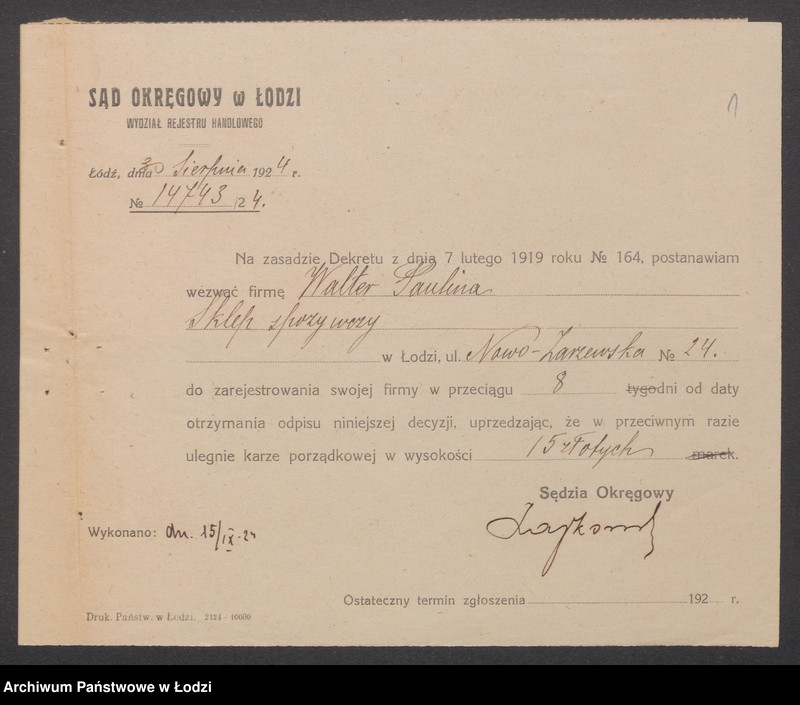 1
SĄD OKRĘGOWY w ŁODZI
WYDZIAŁ REJESTRU HANDLOWEGO
Łódź, dnia Sierpnia 1924 r.
№ 14743/24.
Na zasadzie Dekretu z dnia 7 lutego 1919 roku № 164, postanawiam
wezwać firmę Walter Paulina
Sklep spożywczy
w Łodzi, ul. Nowo-Zarzewska № 24.
do zarejestrowania swojej firmy w przeciągu 8 tygodni od daty
otrzymania odpisu niniejszej decyzji, uprzedzając, że w przeciwnym razie
ulegnie karze porządkowej w wysokości 15 złotych marek.
Sędzia Okręgowy
Wykonano: dn. 15/IX-24
Ostateczny termin zgłoszenia 192 r.
Druk. Państw. w Łodzi. 2124 - 10000
Archiwum Państwowe w Łodzi